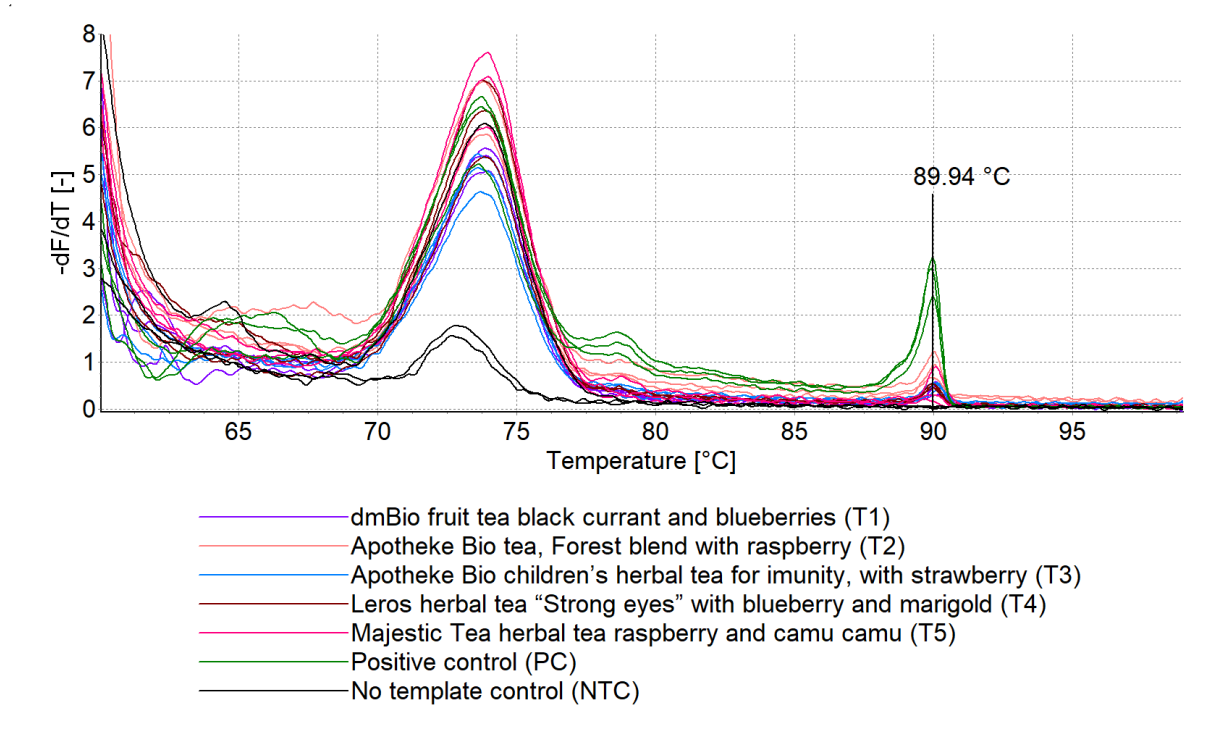 8
7
6
5
4
3
2
1
0
-dF/dT [-]
89.94 °C
65 70 75 80 85 90 95
Temperature [°C]
dmBio fruit tea black currant and blueberries (T1)
Apotheke Bio tea, Forest blend with raspberry (T2)
Apotheke Bio children’s herbal tea for imunity, with strawberry (T3)
Leros herbal tea “Strong eyes” with blueberry and marigold (T4)
Majestic Tea herbal tea raspberry and camu camu (T5)
Positive control (PC)
No template control (NTC)